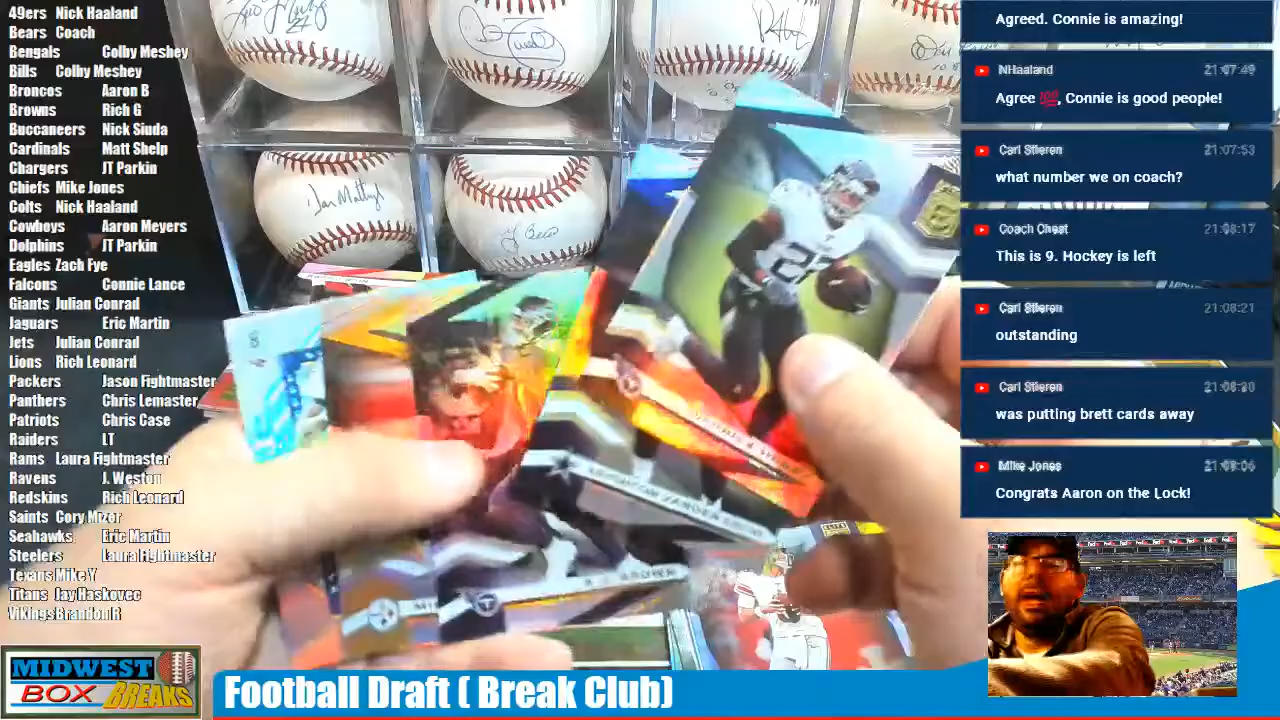 49ers Nick Haaland
Bears Coach
Bengals Colby Meshey
Bills Colby Meshey
Broncos Aaron B
Browns Rich G
Buccaneers Nick Siuda
Cardinals Matt Shelp
Chargers JT Parkin
Chiefs Mike Jones
Colts Nick Haaland
Cowboys Aaron Meyers
Dolphins JT Parkin
Eagles Zach Fye
Falcons Connie Lance
Giants Julian Conrad
Jaguars Eric Martin
Jets Julian Conrad
Lions Rich Leonard
Packers Jason Fightmaster
Panthers Chris Lemaster
Patriots Chris Case
Raiders LT
Rams Laura Fightmaster
Ravens J. Weston
Redskins Rich Leonard
Saints Cory Mizer
Seahawks Eric Martin
Steelers Laura Fightmaster
Texans Mike Y
Titans Jay Haskovec
Vikings Brandon R
MIDWEST
BOX BREAKS
Football Draft ( Break Club)
Agreed. Connie is amazing!
NHaaland 21:07:49
Agree 💯, Connie is good people!
Carl Stieren 21:07:53
what number we on coach?
Coach Cheat 21:08:17
This is 9. Hockey is left
Carl Stieren 21:08:21
outstanding
Carl Stieren
was putting brett cards away
Mike Jones 21:09:06
Congrats Aaron on the Lock!
A.J. BROWN
ELITE
22